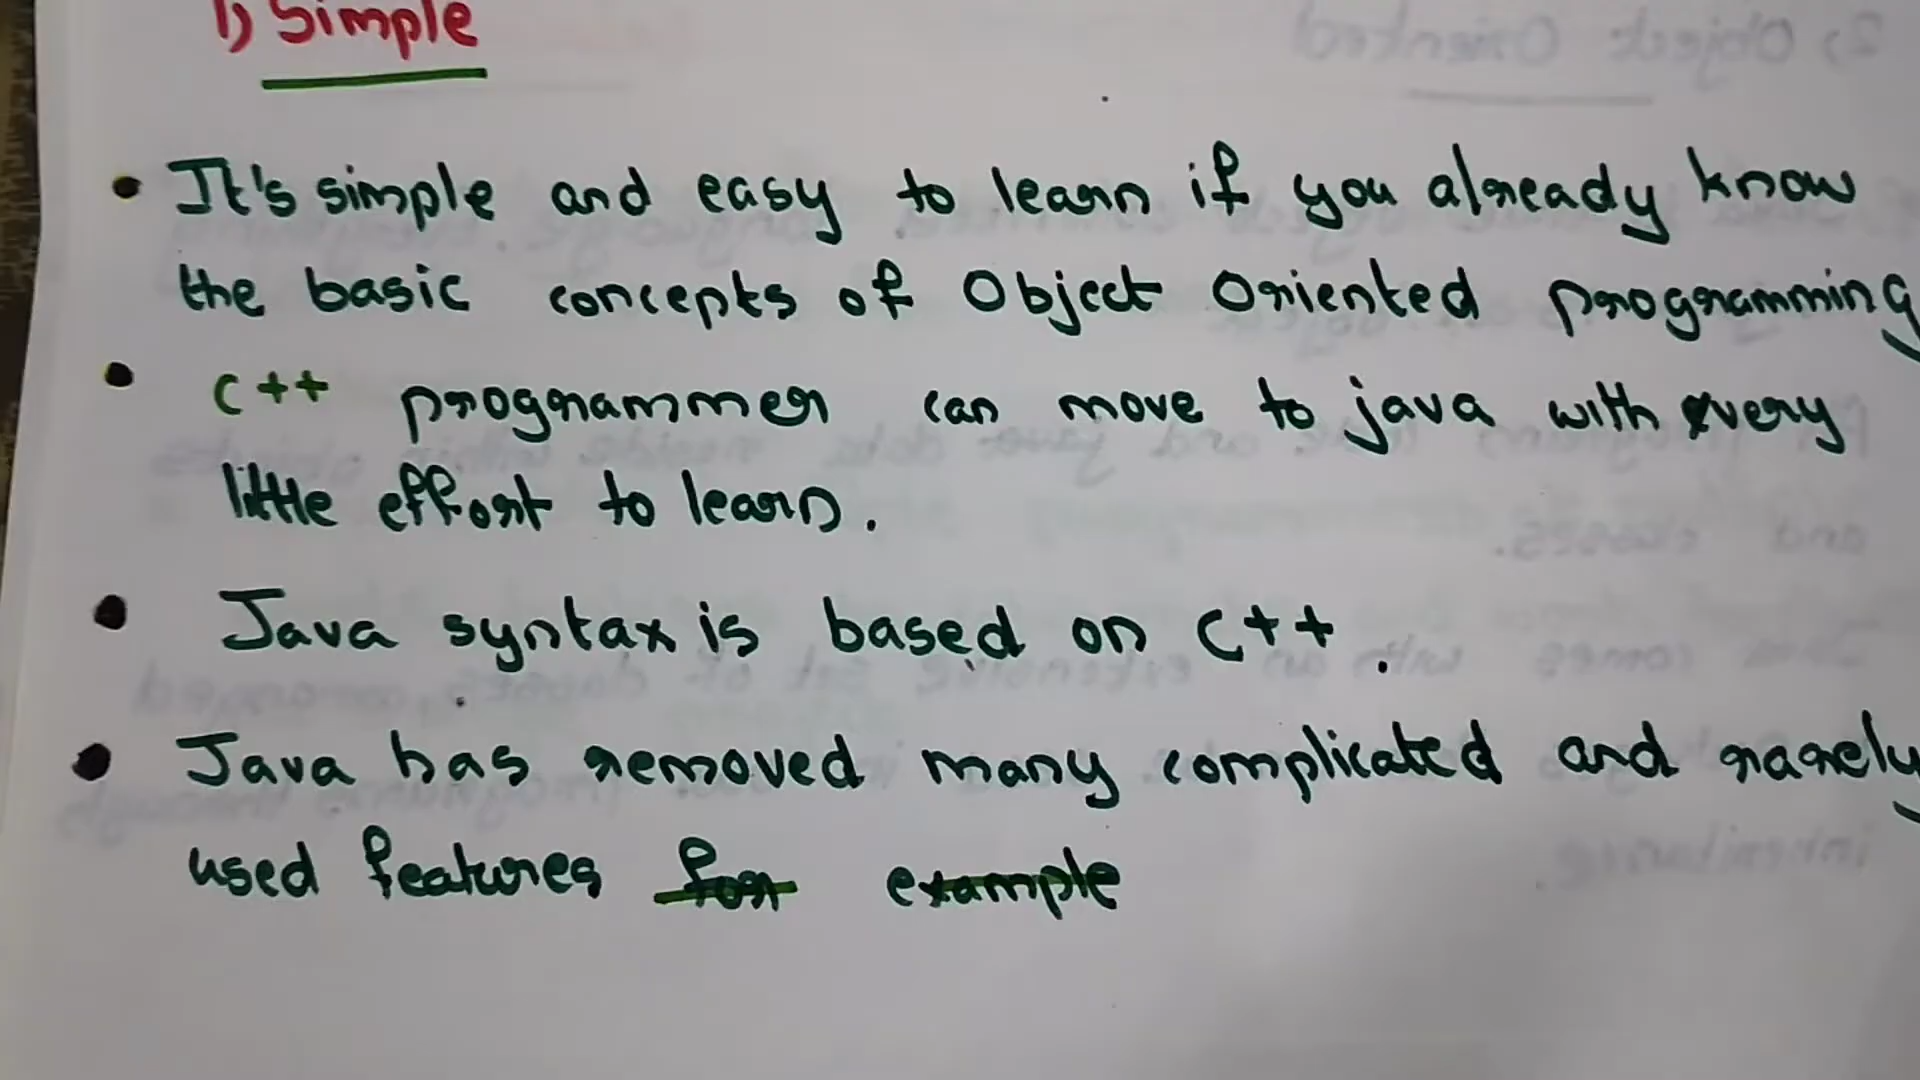 1) Simple
• It's simple and easy to learn if you already know
the basic concepts of Object Oriented programming
• C++ programmer can move to java with very
little effort to learn.
• Java syntax is based on C++.
• Java has removed many complicated and rarely
used features for example